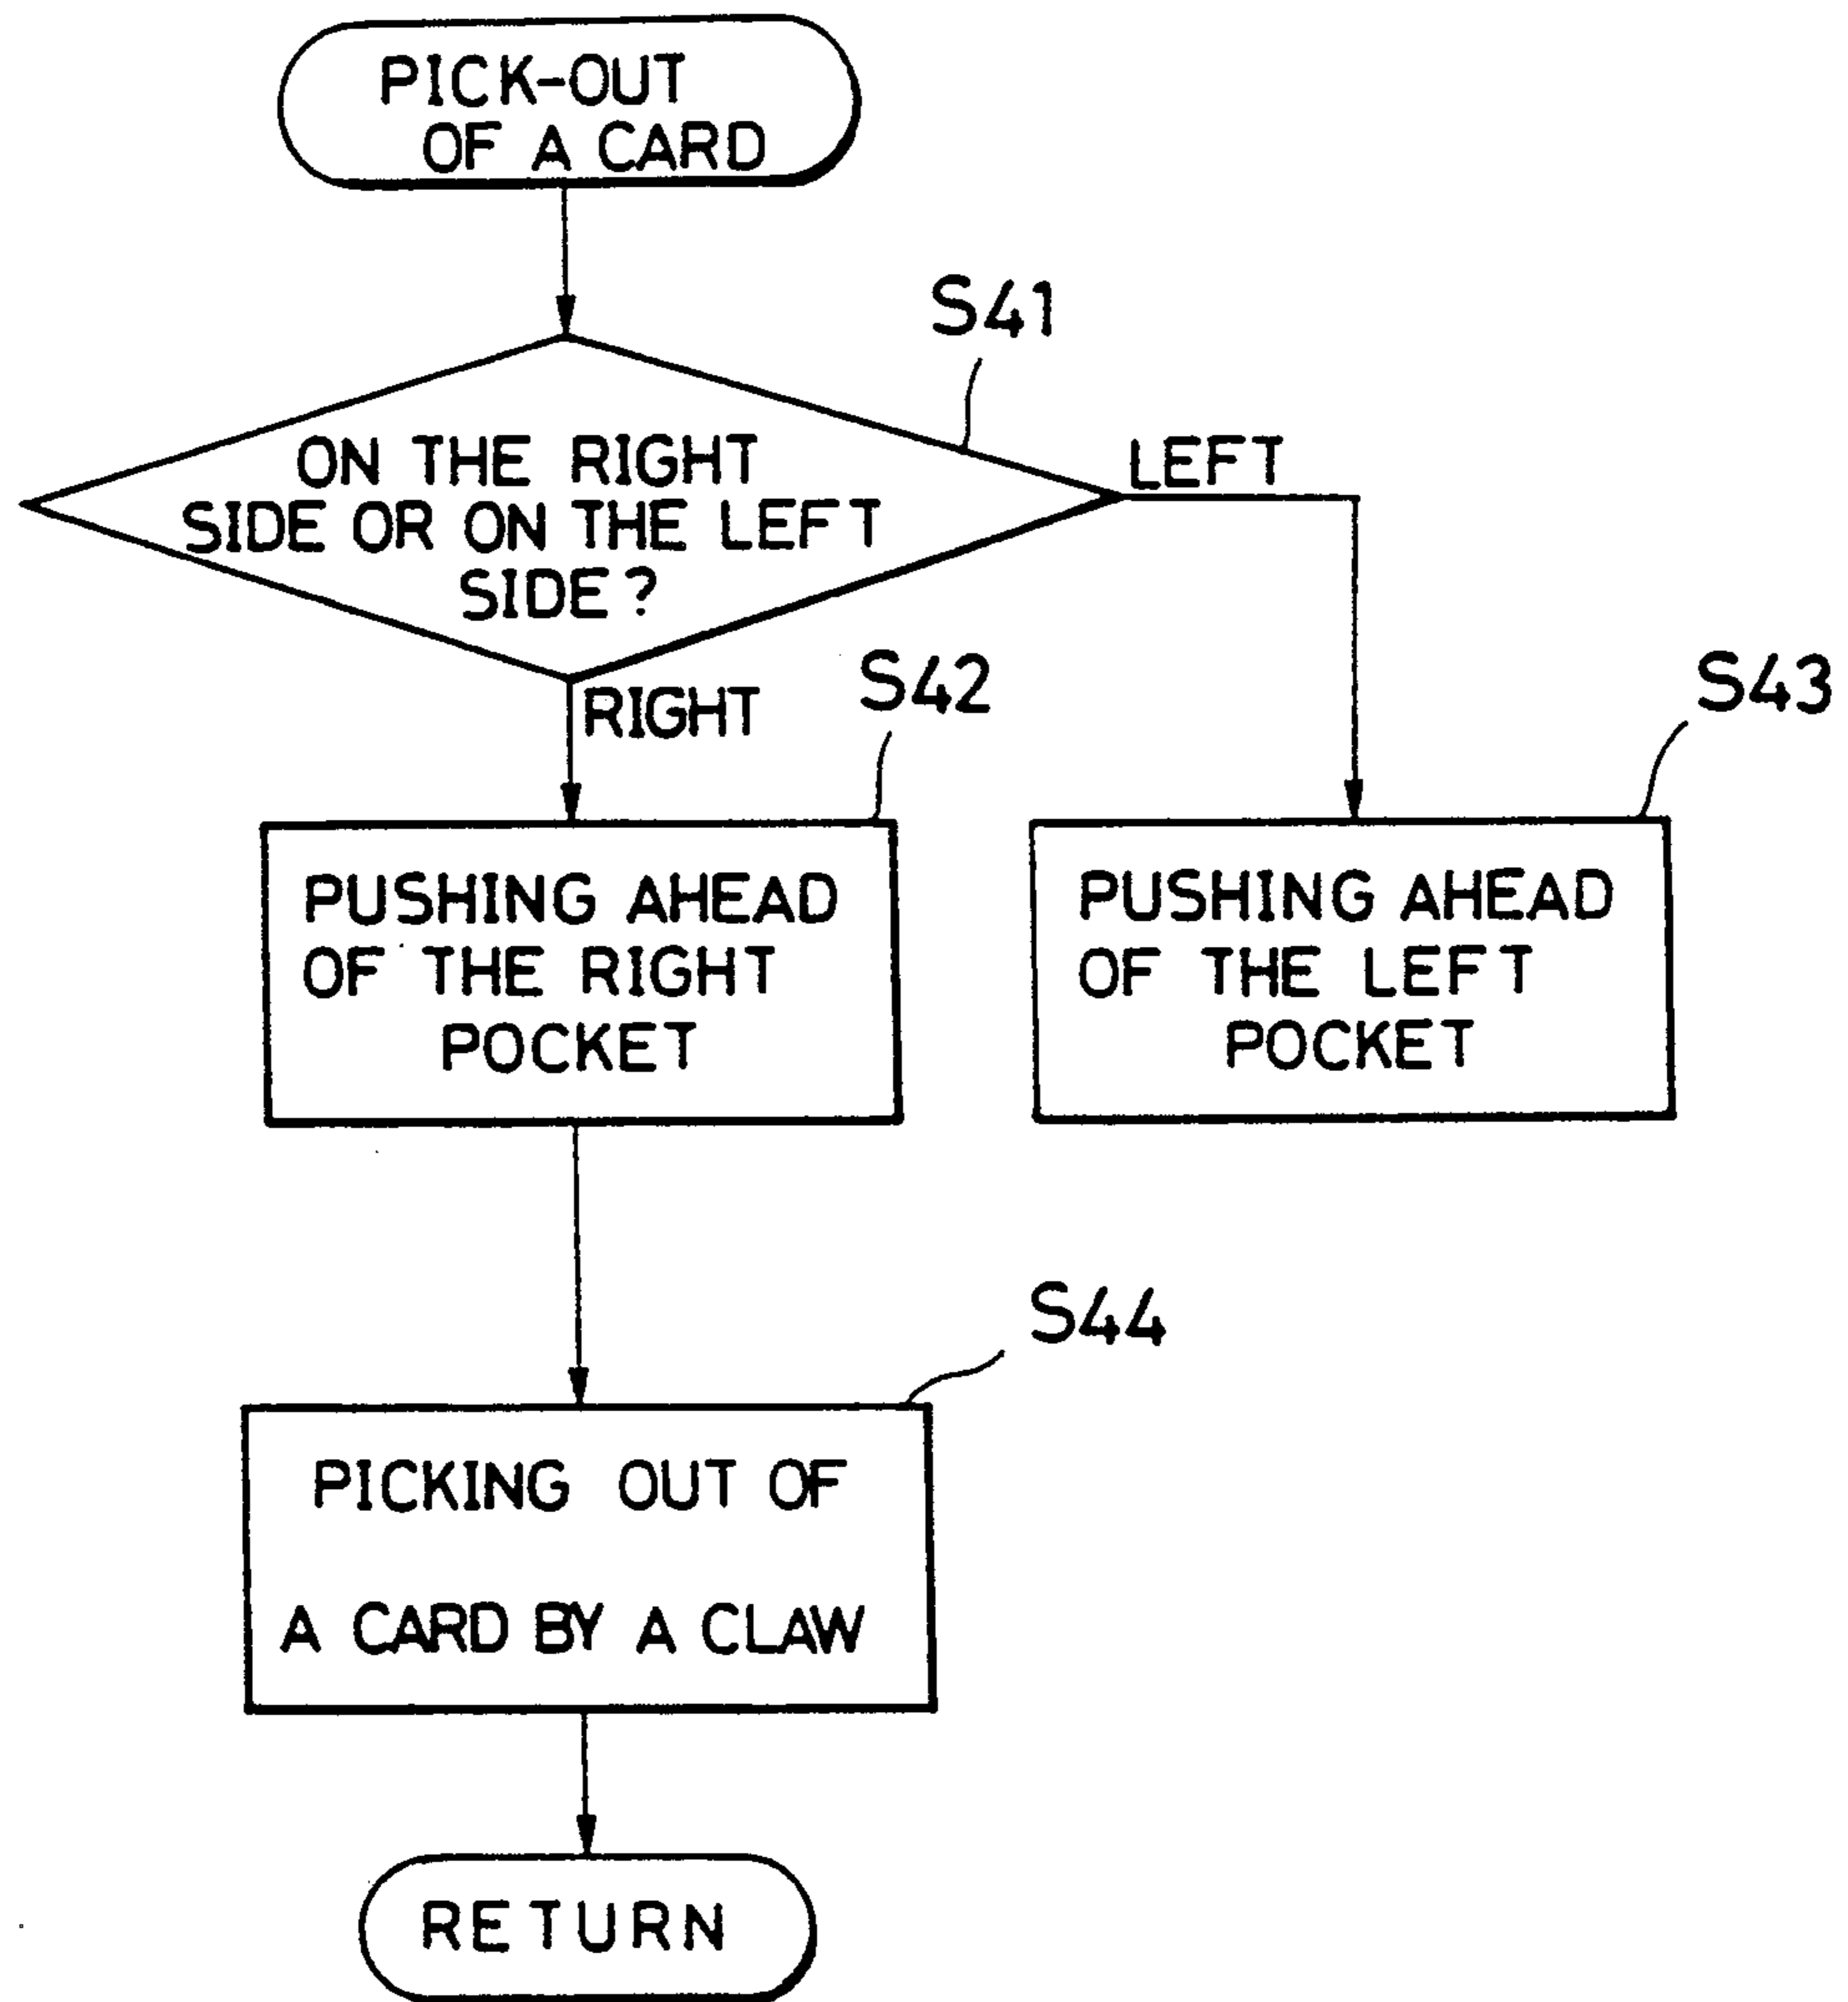 PICK-OUT
OF A CARD
S41
ON THE RIGHT
SIDE OR ON THE LEFT
SIDE?
LEFT
RIGHT
S42
S43
PUSHING AHEAD
OF THE RIGHT
POCKET
PUSHING AHEAD
OF THE LEFT
POCKET
S44
PICKING OUT OF
A CARD BY A CLAW
RETURN